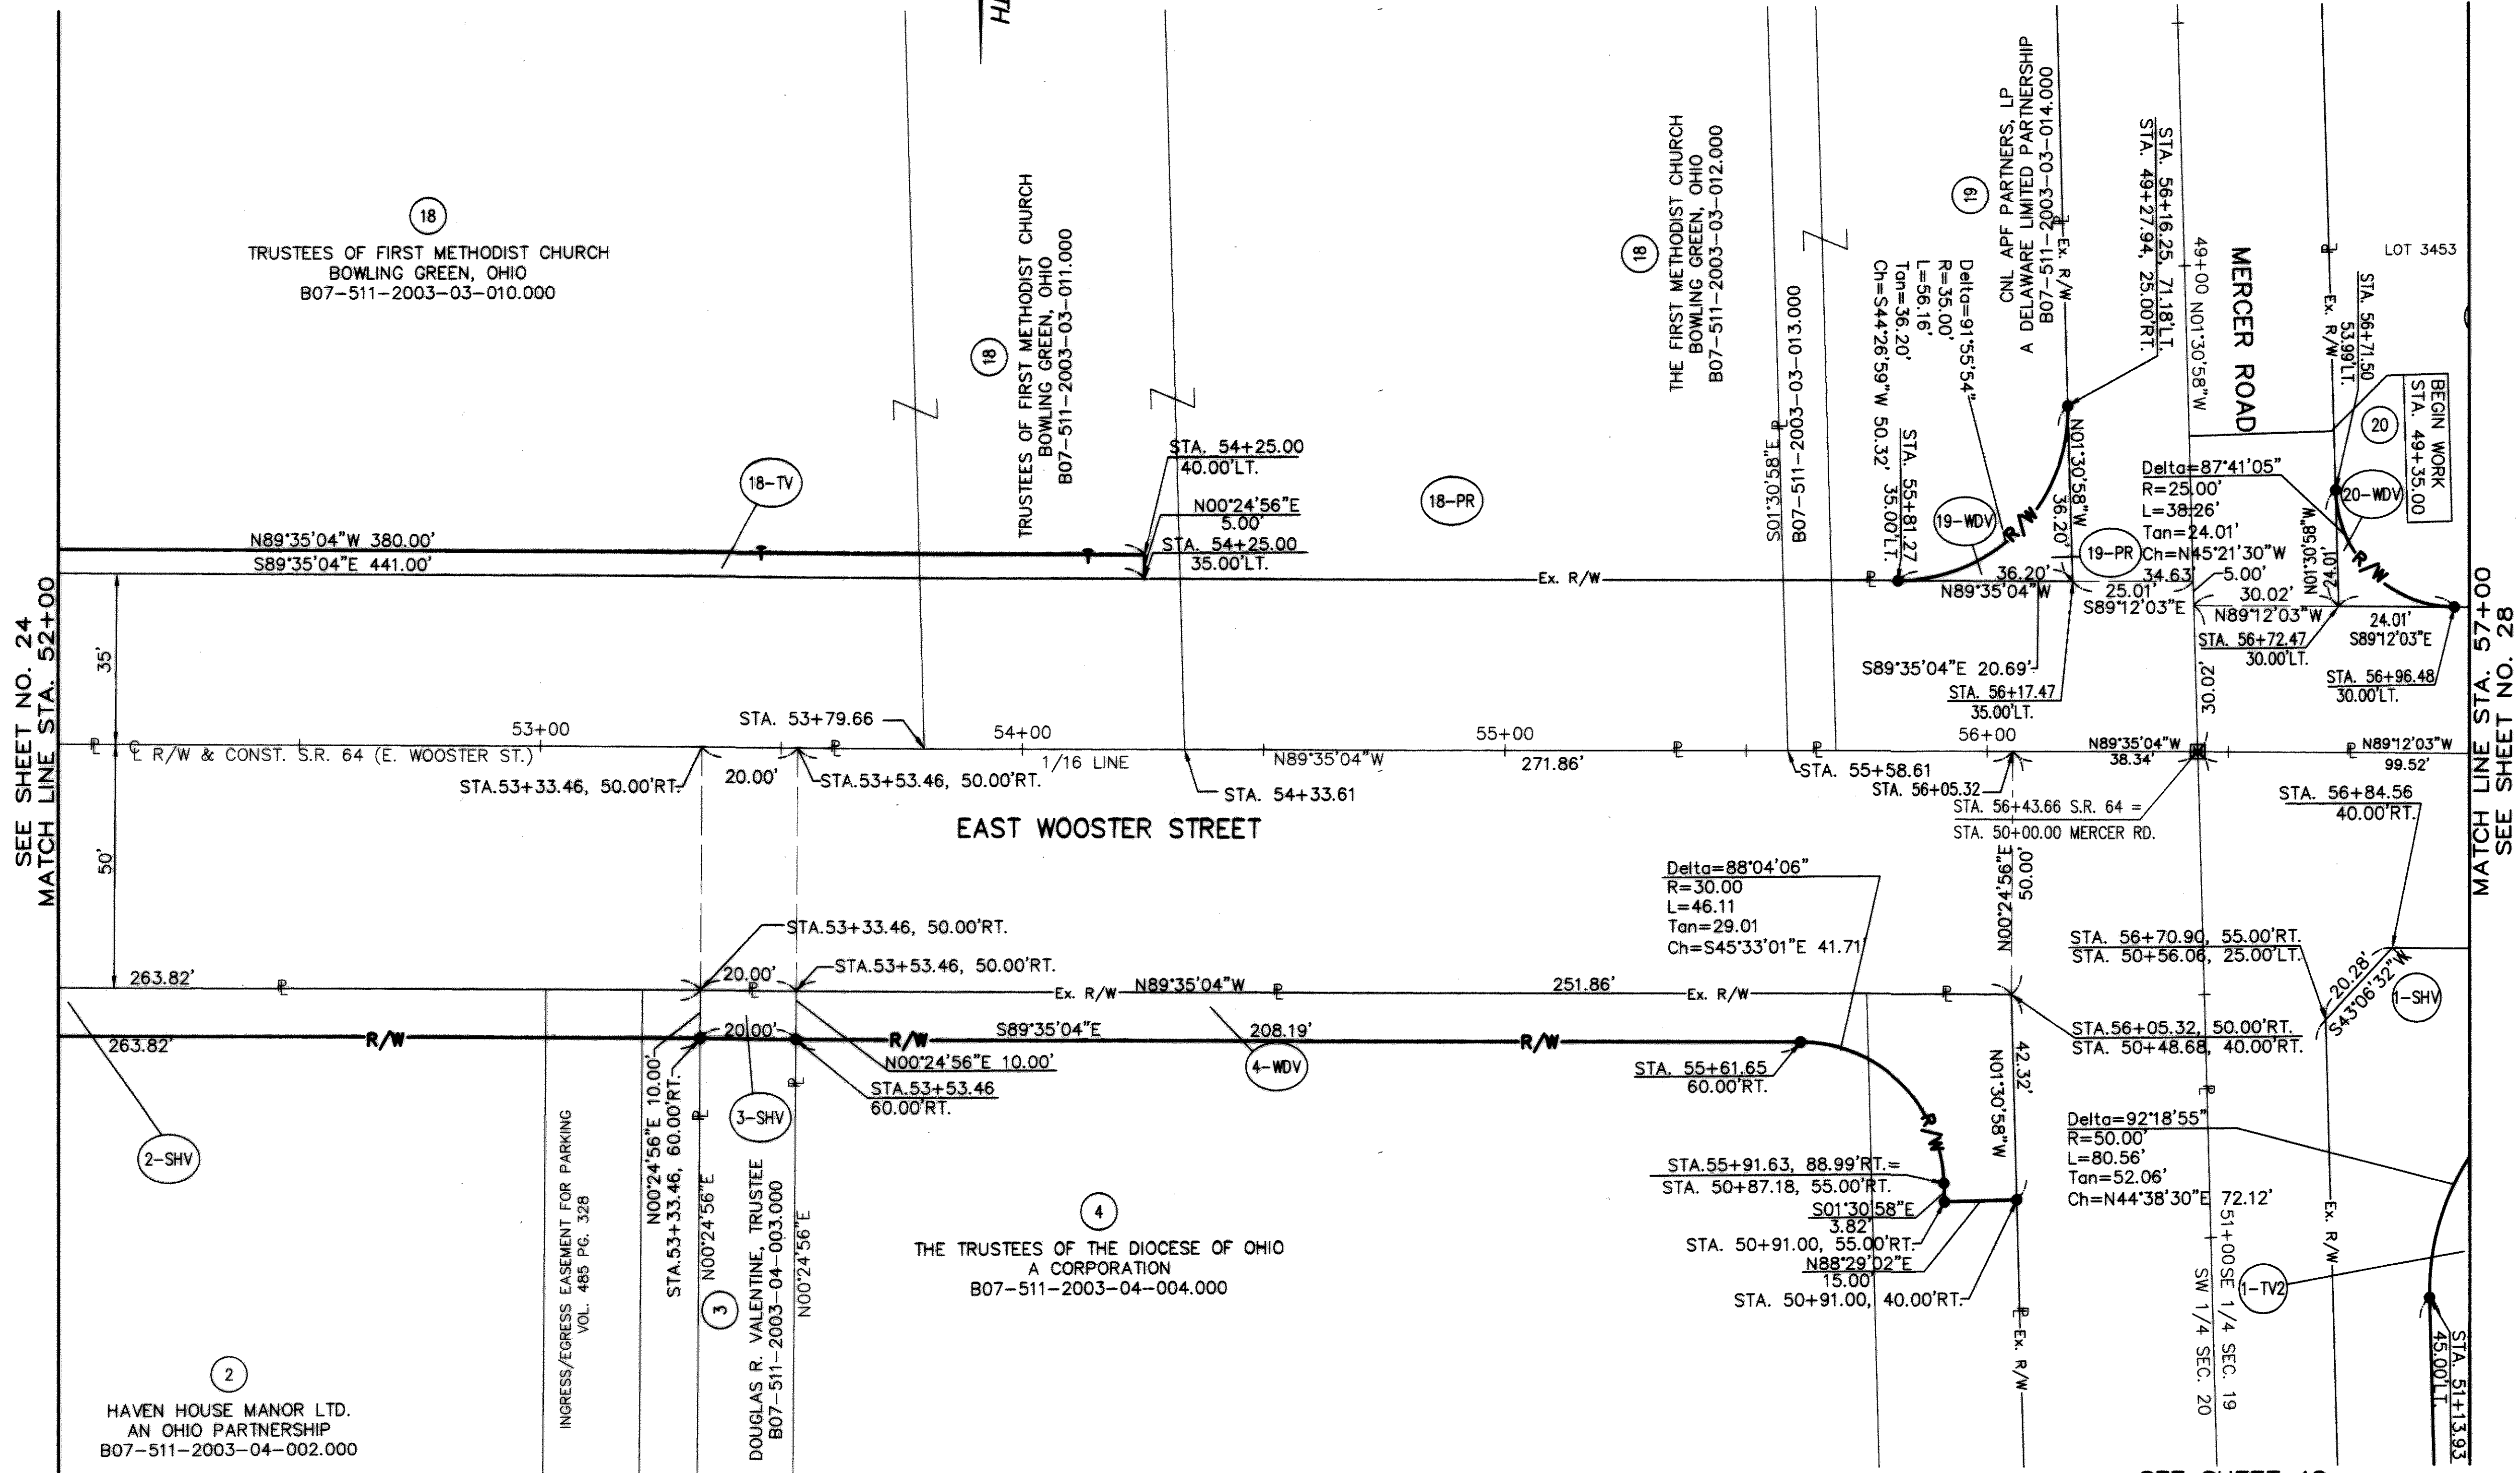 SEE SHEET NO. 24
MATCH LINE STA. 52+00
18
TRUSTEES OF FIRST METHODIST CHURCH
BOWLING GREEN, OHIO
B07-511-2003-03-010.000
18
TRUSTEES OF FIRST METHODIST CHURCH
BOWLING GREEN, OHIO
B07-511-2003-03-011.000
18-TV
N89°35'04"W 380.00'
S89°35'04"E 441.00'
STA. 54+25.00
40.00'LT.
N00°24'56"E
5.00'
STA. 54+25.00
35.00'LT.
18-PR
18
THE FIRST METHODIST CHURCH
BOWLING GREEN, OHIO
B07-511-2003-03-012.000
S01°30'58"E
B07-511-2003-03-013.000
19
CNL APF PARTNERS, LP
A DELAWARE LIMITED PARTNERSHIP
B07-511-2003-03-014.000
Delta=91°55'54"
R=35.00'
L=56.16'
Tan=36.20'
Ch=S44°26'59"W 50.32'
STA. 55+81.27
35.00'LT.
19-WDV
R/W
Ex. R/W
STA. 56+16.25, 71.18'LT.
STA. 49+27.94, 25.00'RT.
N01°30'58"W
36.20'
19-PR
Ex. R/W
36.20'
N89°35'04"W
34.63'
25.01'
S89°12'03"E
S89°35'04"E 20.69'
STA. 56+17.47
35.00'LT.
49+00 N01°30'58"W
MERCER ROAD
LOT 3453
Ex. R/W
STA. 56+71.50
53.99'LT.
BEGIN WORK
STA. 49+35.00
20
20-WDV
Delta=87°41'05"
R=25.00'
L=38.26'
Tan=24.01'
Ch=N45°21'30"W
N01°30'58"W
24.01'
R/W
5.00'
30.02'
N89°12'03"W
24.01'
S89°12'03"E
STA. 56+72.47
30.00'LT.
STA. 56+96.48
30.00'LT.
30.02'
MATCH LINE STA. 57+00
SEE SHEET NO. 28
35'
50'
53+00
54+00
55+00
56+00
R/W & CONST. S.R. 64 (E. WOOSTER ST.)
STA. 53+79.66
STA.53+33.46, 50.00'RT.
20.00'
STA.53+53.46, 50.00'RT.
1/16 LINE
STA. 54+33.61
N89°35'04"W
271.86'
STA. 55+58.61
STA. 56+05.32
N89°35'04"W
38.34'
N89°12'03"W
99.52'
STA. 56+43.66 S.R. 64 =
STA. 50+00.00 MERCER RD.
EAST WOOSTER STREET
STA. 56+84.56
40.00'RT.
Delta=88°04'06"
R=30.00
L=46.11
Tan=29.01
Ch=S45°33'01"E 41.71'
N00°24'56"E
50.00'
STA. 56+70.90, 55.00'RT.
STA. 50+56.06, 25.00'LT.
20.28'
S43°06'32"W
1-SHV
STA.53+33.46, 50.00'RT.
STA.53+53.46, 50.00'RT.
263.82'
20.00'
Ex. R/W
N89°35'04"W
251.86'
Ex. R/W
263.82'
R/W
20.00'
R/W
S89°35'04"E
208.19'
R/W
STA.56+05.32, 50.00'RT.
STA. 50+48.68, 40.00'RT.
2-SHV
N00°24'56"E 10.00'
STA.53+33.46, 60.00'RT.
N00°24'56"E 10.00'
STA.53+53.46
60.00'RT.
3-SHV
4-WDV
STA. 55+61.65
60.00'RT.
R/W
42.32'
N01°30'58"W
STA.55+91.63, 88.99'RT.=
STA. 50+87.18, 55.00'RT.
S01°30'58"E
3.82'
STA. 50+91.00, 55.00'RT.
N88°29'02"E
15.00'
STA. 50+91.00, 40.00'RT.
Delta=92°18'55"
R=50.00'
L=80.56'
Tan=52.06'
Ch=N44°38'30"E 72.12'
Ex. R/W
51+00
SE 1/4 SEC. 19
SW 1/4 SEC. 20
1-TV2
Ex. R/W
STA. 51+13.93
45.00'LT.
INGRESS/EGRESS EASEMENT FOR PARKING
VOL. 485 PG. 328
N00°24'56"E
3
DOUGLAS R. VALENTINE, TRUSTEE
B07-511-2003-04-003.000
N00°24'56"E
4
THE TRUSTEES OF THE DIOCESE OF OHIO
A CORPORATION
B07-511-2003-04--004.000
2
HAVEN HOUSE MANOR LTD.
AN OHIO PARTNERSHIP
B07-511-2003-04-002.000